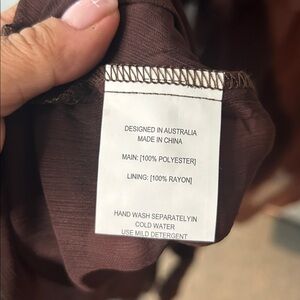 DESIGNED IN AUSTRALIA
MADE IN CHINA
MAIN: [100% POLYESTER]
LINING: [100% RAYON]
HAND WASH SEPARATELYIN
COLD WATER
USE MILD DETERGENT